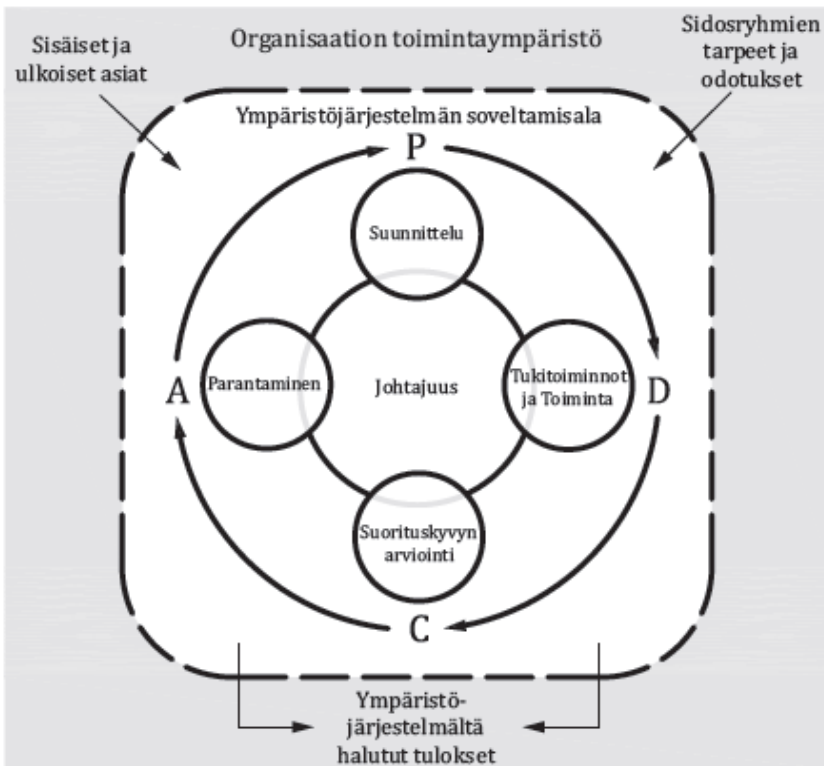 Sisäiset ja
ulkoiset asiat
Organisaation toimintaympäristö
Sidosryhmien
tarpeet ja
odotukset
Ympäristöjärjestelmän soveltamisala
P
Suunnittelu
A
Parantaminen
Johtajuus
Tukitoiminnot
ja Toiminta
D
Suorituskyvyn
arviointi
C
Ympäristö-
järjestelmältä
halutut tulokset